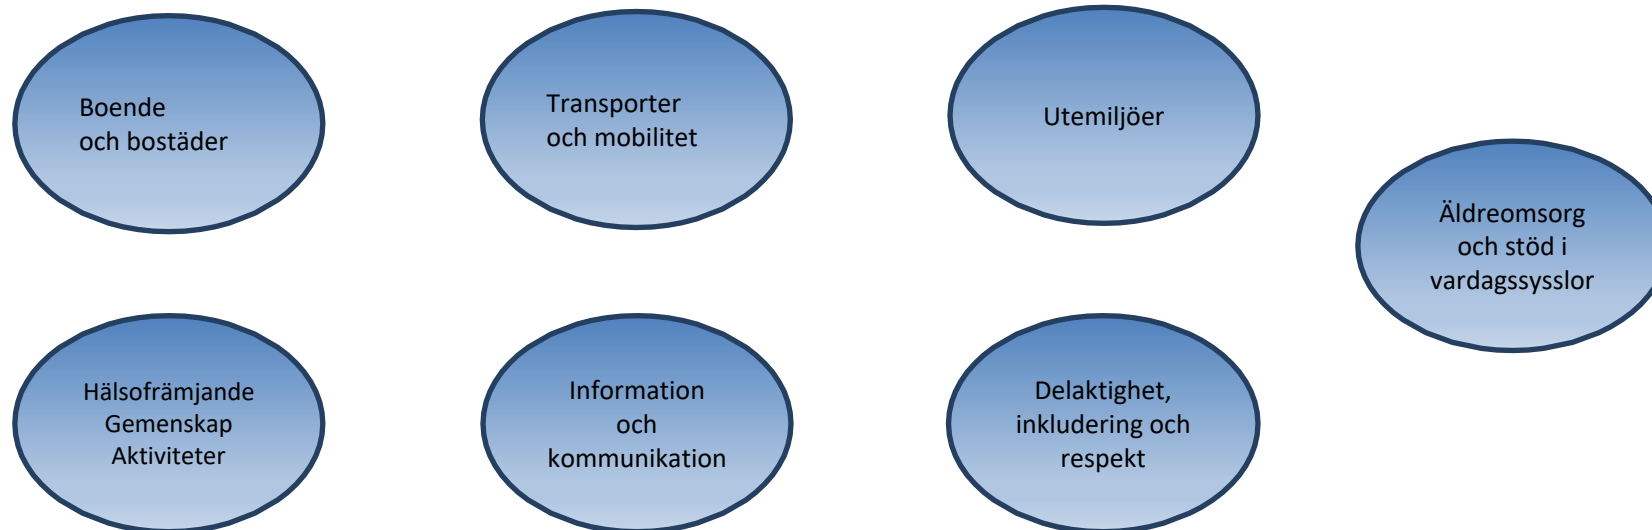 Boende
och bostäder
Transporter
och mobilitet
Utemiljöer
Äldreomsorg
och stöd i
vardagssysslor
Hälsofrämjande
Gemenskap
Aktiviteter
Information
och
kommunikation
Delaktighet,
inkludering och
respekt